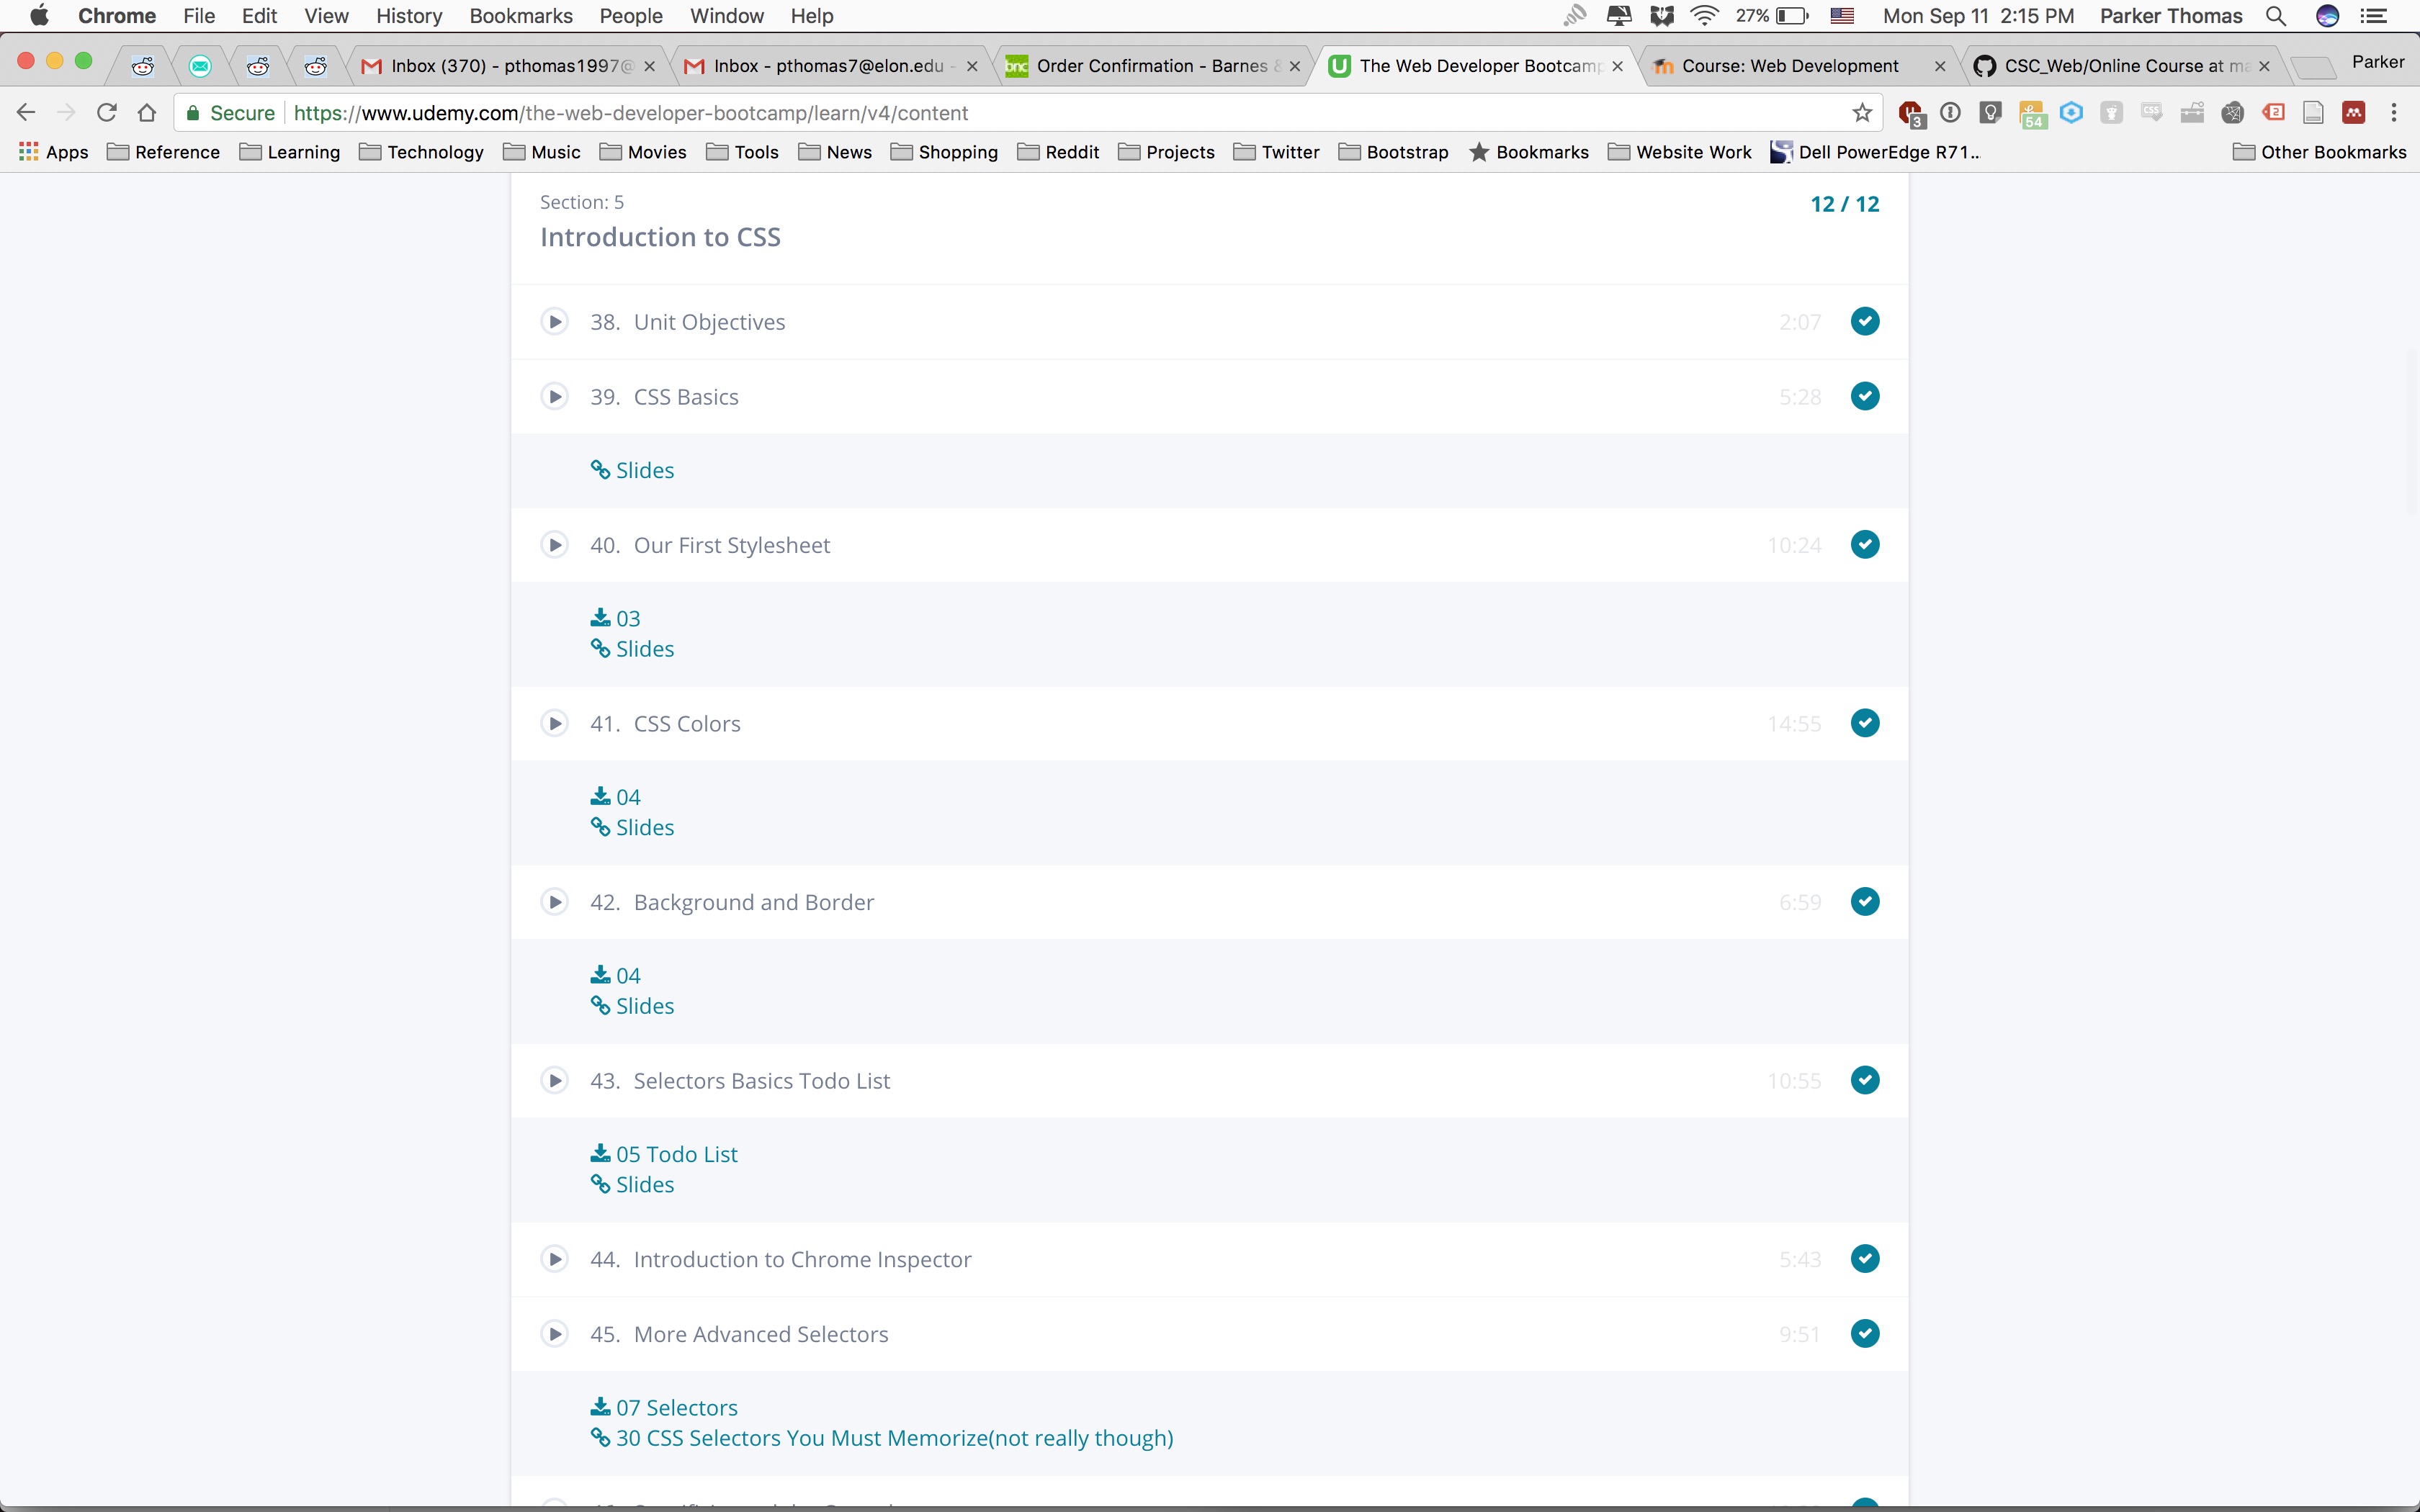 Chrome File Edit View History Bookmarks People Window Help 27% Mon Sep 11 2:15 PM Parker Thomas
Inbox (370) - pthomas1997@ Inbox - pthomas7@elon.edu - bnc Order Confirmation - Barnes & The Web Developer Bootcamp Course: Web Development CSC_Web/Online Course at ma Parker
Secure https://www.udemy.com/the-web-developer-bootcamp/learn/v4/content 3 54 CSS 2
Apps Reference Learning Technology Music Movies Tools News Shopping Reddit Projects Twitter Bootstrap Bookmarks Website Work Dell PowerEdge R71... Other Bookmarks
Section: 5 12 / 12
Introduction to CSS
38. Unit Objectives 2:07
39. CSS Basics 5:28
Slides
40. Our First Stylesheet 10:24
03
Slides
41. CSS Colors 14:55
04
Slides
42. Background and Border 6:59
04
Slides
43. Selectors Basics Todo List 10:55
05 Todo List
Slides
44. Introduction to Chrome Inspector 5:43
45. More Advanced Selectors 9:51
07 Selectors
30 CSS Selectors You Must Memorize(not really though)